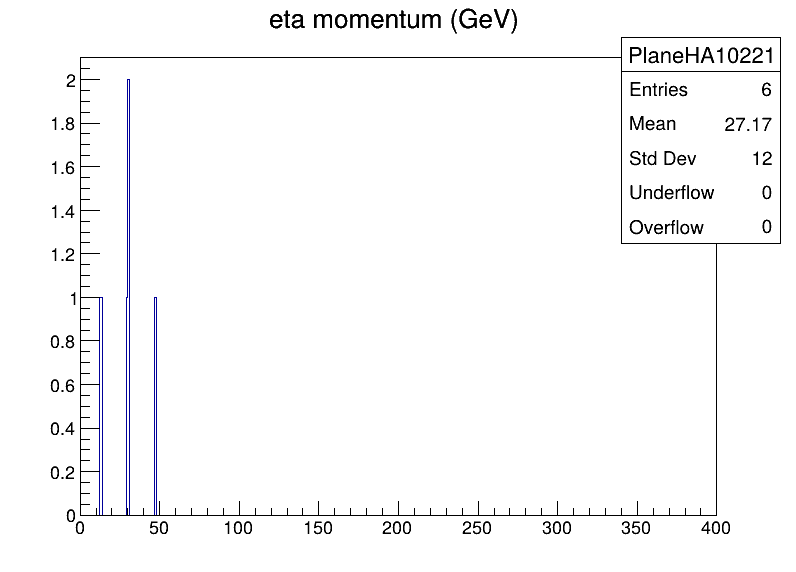 eta momentum (GeV)
PlaneHA10221
Entries 6
Mean 27.17
Std Dev 12
Underflow 0
Overflow 0
2
1.8
1.6
1.4
1.2
1
0.8
0.6
0.4
0.2
0
0 50 100 150 200 250 300 350 400